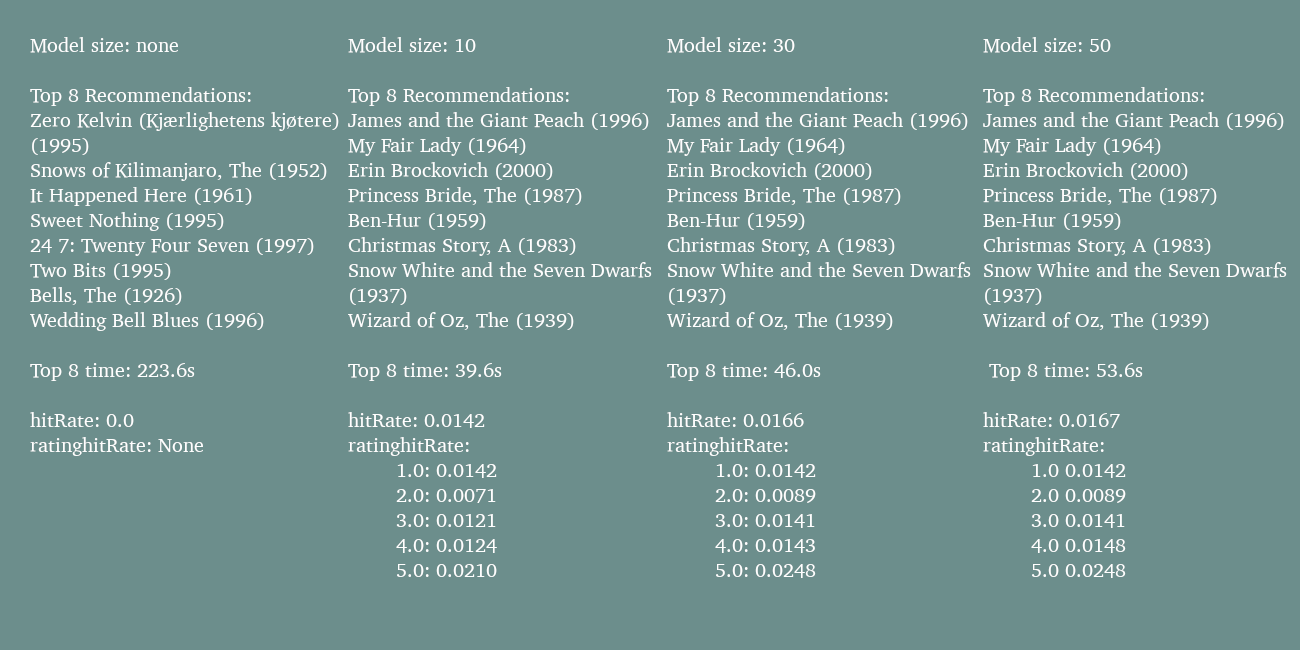 Model size: none
Top 8 Recommendations:
Zero Kelvin (Kjærlighetens kjøtere)
(1995)
Snows of Kilimanjaro, The (1952)
It Happened Here (1961)
Sweet Nothing (1995)
24 7: Twenty Four Seven (1997)
Two Bits (1995)
Bells, The (1926)
Wedding Bell Blues (1996)
Top 8 time: 223.6s
hitRate: 0.0
ratinghitRate: None
Model size: 10
Top 8 Recommendations:
James and the Giant Peach (1996)
My Fair Lady (1964)
Erin Brockovich (2000)
Princess Bride, The (1987)
Ben-Hur (1959)
Christmas Story, A (1983)
Snow White and the Seven Dwarfs
(1937)
Wizard of Oz, The (1939)
Top 8 time: 39.6s
hitRate: 0.0142
ratinghitRate:
1.0: 0.0142
2.0: 0.0071
3.0: 0.0121
4.0: 0.0124
5.0: 0.0210
Model size: 30
Top 8 Recommendations:
James and the Giant Peach (1996)
My Fair Lady (1964)
Erin Brockovich (2000)
Princess Bride, The (1987)
Ben-Hur (1959)
Christmas Story, A (1983)
Snow White and the Seven Dwarfs
(1937)
Wizard of Oz, The (1939)
Top 8 time: 46.0s
hitRate: 0.0166
ratinghitRate:
1.0: 0.0142
2.0: 0.0089
3.0: 0.0141
4.0: 0.0143
5.0: 0.0248
Model size: 50
Top 8 Recommendations:
James and the Giant Peach (1996)
My Fair Lady (1964)
Erin Brockovich (2000)
Princess Bride, The (1987)
Ben-Hur (1959)
Christmas Story, A (1983)
Snow White and the Seven Dwarfs
(1937)
Wizard of Oz, The (1939)
Top 8 time: 53.6s
hitRate: 0.0167
ratinghitRate:
1.0 0.0142
2.0 0.0089
3.0 0.0141
4.0 0.0148
5.0 0.0248